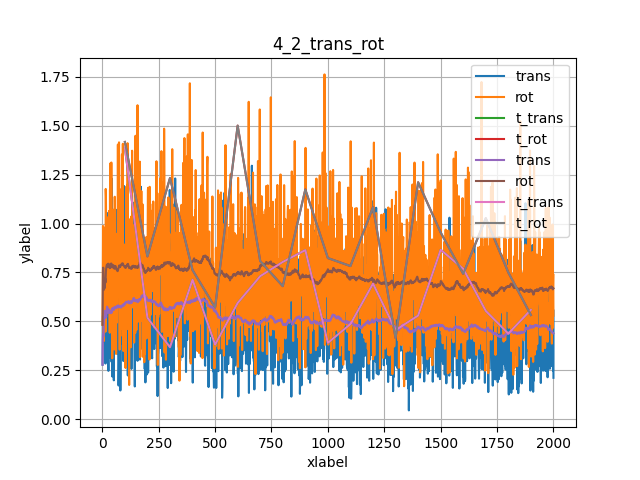 4_2_trans_rot
ylabel
1.75
1.50
1.25
1.00
0.75
0.50
0.25
0.00
trans
rot
t_trans
t_rot
trans
rot
t_trans
t_rot
0 250 500 750 1000 1250 1500 1750 2000
xlabel